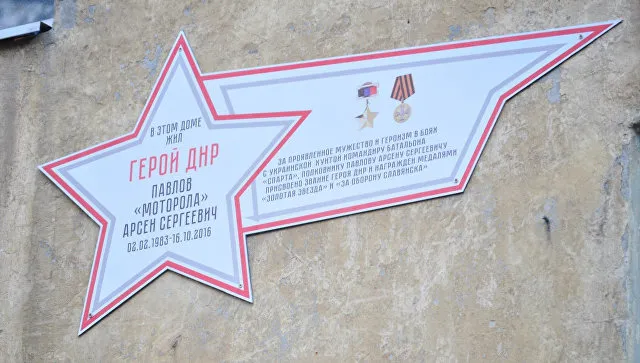 В ЭТОМ ДОМЕ
ЖИЛ
ГЕРОЙ ДНР
ПАВЛОВ
«МОТОРОЛА»
АРСЕН СЕРГЕЕВИЧ
02.02.1983-16.10.2016
ЗА ПРОЯВЛЕННОЕ МУЖЕСТВО И ГЕРОИЗМ В БОЯХ
С УКРАИНСКОЙ ХУНТОЙ КОМАНДИРУ БАТАЛЬОНА
«СПАРТА», ПОЛКОВНИКУ ПАВЛОВУ АРСЕНУ СЕРГЕЕВИЧУ
ПРИСВОЕНО ЗВАНИЕ ГЕРОЯ ДНР И НАГРАЖДЕН МЕДАЛЯМИ
"ЗОЛОТАЯ ЗВЕЗДА" И «ЗА ОБОРОНУ СЛАВЯНСКА»